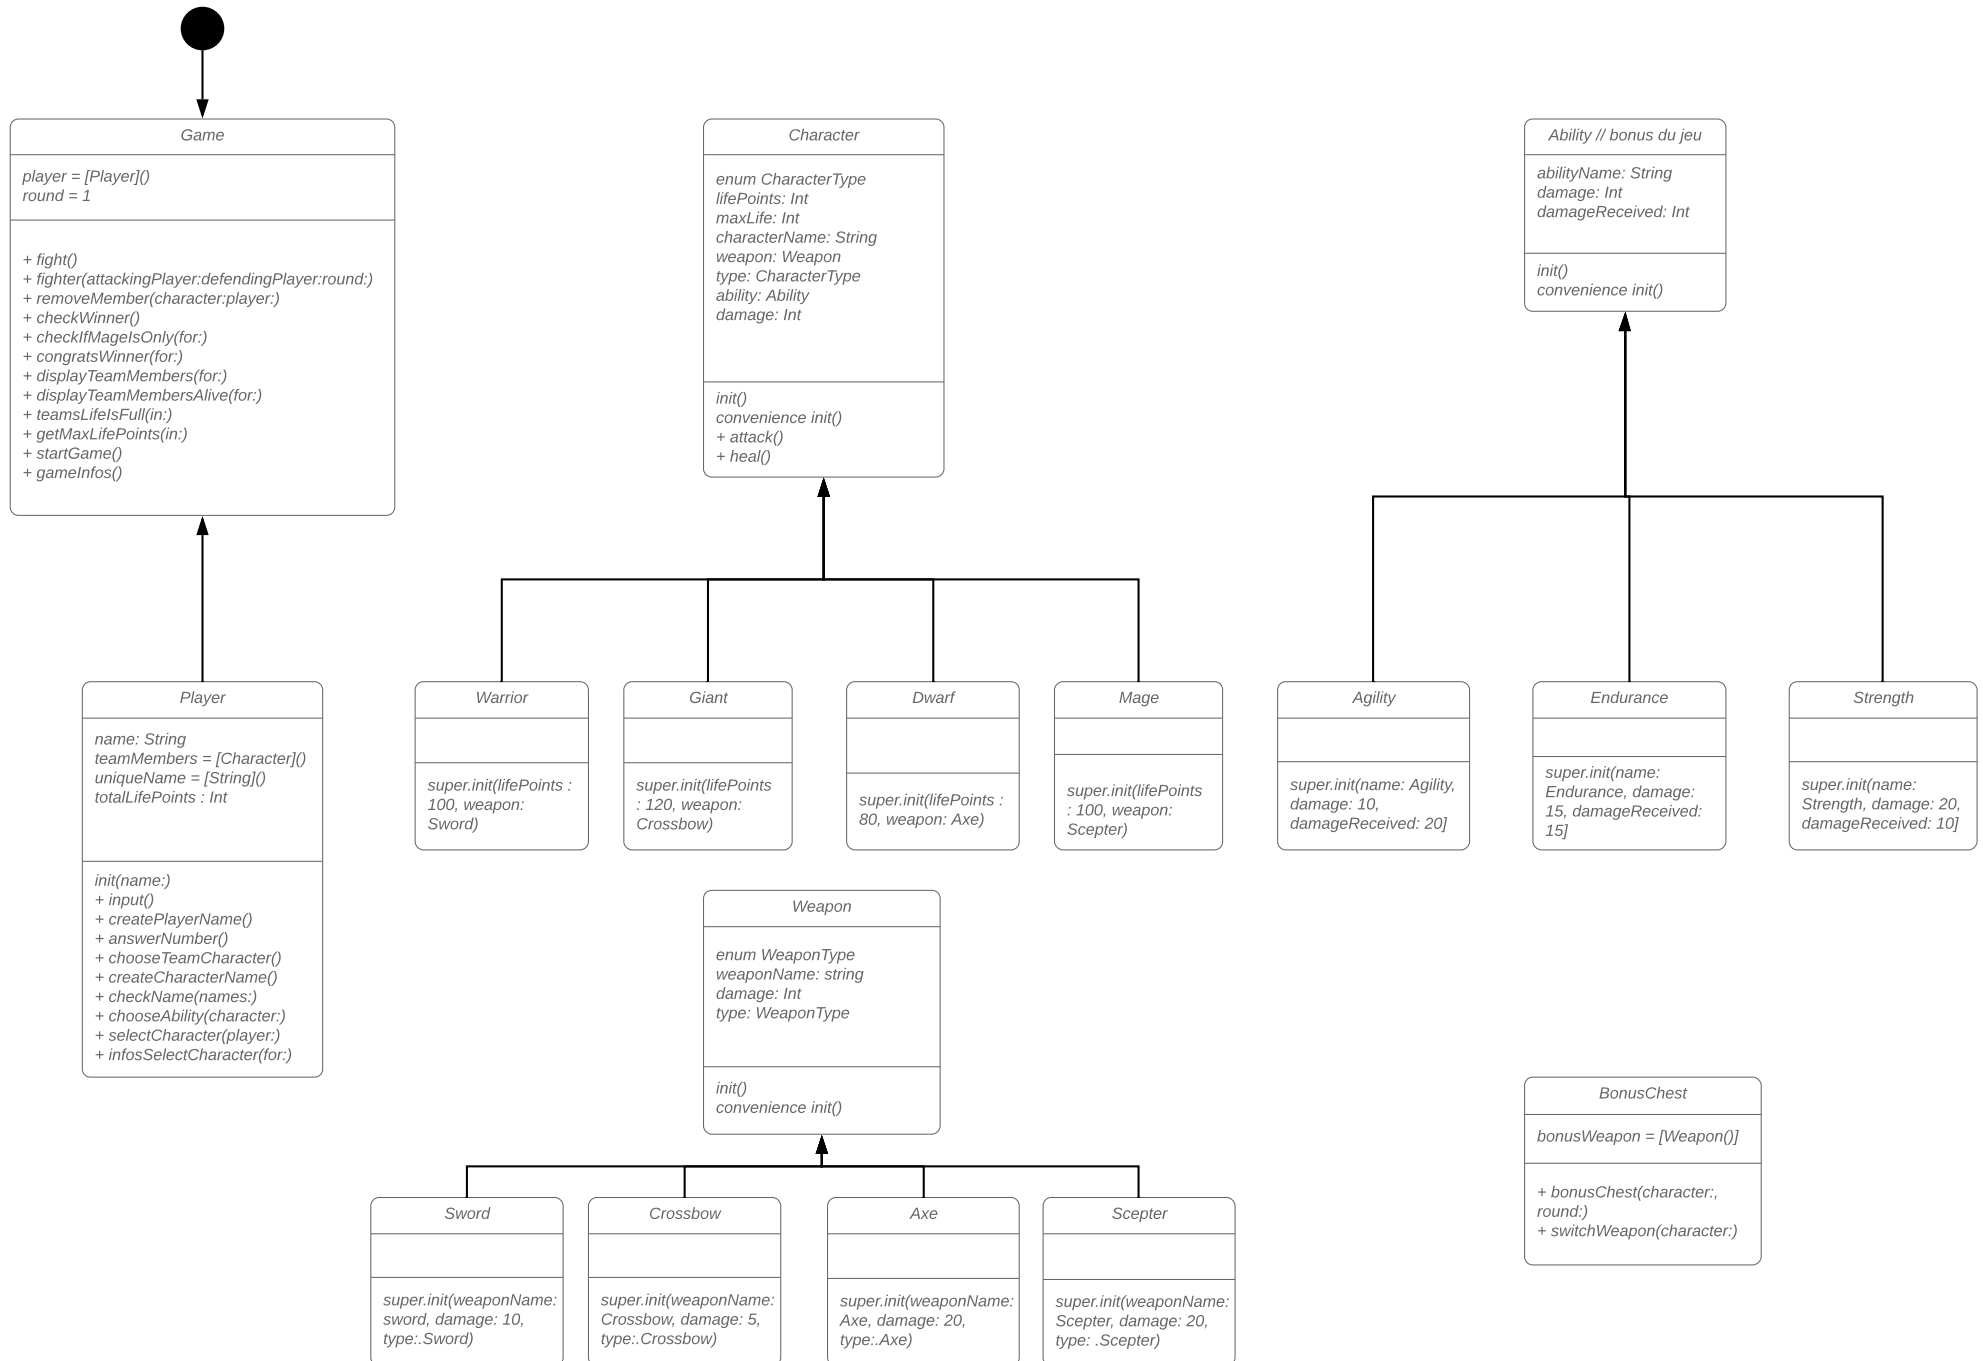 Game
player = [Player]()
round = 1
+ fight()
+ fighter(attackingPlayer:defendingPlayer:round:)
+ removeMember(character:player:)
+ checkWinner()
+ checkIfMageIsOnly(for:)
+ congratsWinner(for:)
+ displayTeamMembers(for:)
+ displayTeamMembersAlive(for:)
+ teamsLifeIsFull(in:)
+ getMaxLifePoints(in:)
+ startGame()
+ gameInfos()
Character
enum CharacterType
lifePoints: Int
maxLife: Int
characterName: String
weapon: Weapon
type: CharacterType
ability: Ability
damage: Int
init()
convenience init()
+ attack()
+ heal()
Ability // bonus du jeu
abilityName: String
damage: Int
damageReceived: Int
init()
convenience init()
Player
name: String
teamMembers = [Character]()
uniqueName = [String]()
totalLifePoints : Int
init(name:)
+ input()
+ createPlayerName()
+ answerNumber()
+ chooseTeamCharacter()
+ createCharacterName()
+ checkName(names:)
+ chooseAbility(character:)
+ selectCharacter(player:)
+ infosSelectCharacter(for:)
Warrior
super.init(lifePoints :
100, weapon:
Sword)
Giant
super.init(lifePoints
: 120, weapon:
Crossbow)
Dwarf
super.init(lifePoints :
80, weapon: Axe)
Mage
super.init(lifePoints
: 100, weapon:
Scepter)
Agility
super.init(name: Agility,
damage: 10,
damageReceived: 20]
Endurance
super.init(name:
Endurance, damage:
15, damageReceived:
15]
Strength
super.init(name:
Strength, damage: 20,
damageReceived: 10]
Weapon
enum WeaponType
weaponName: string
damage: Int
type: WeaponType
init()
convenience init()
BonusChest
bonusWeapon = [Weapon()]
+ bonusChest(character:,
round:)
+ switchWeapon(character:)
Sword
super.init(weaponName:
sword, damage: 10,
type:.Sword)
Crossbow
super.init(weaponName:
Crossbow, damage: 5,
type:.Crossbow)
Axe
super.init(weaponName:
Axe, damage: 20,
type:.Axe)
Scepter
super.init(weaponName:
Scepter, damage: 20,
type: .Scepter)